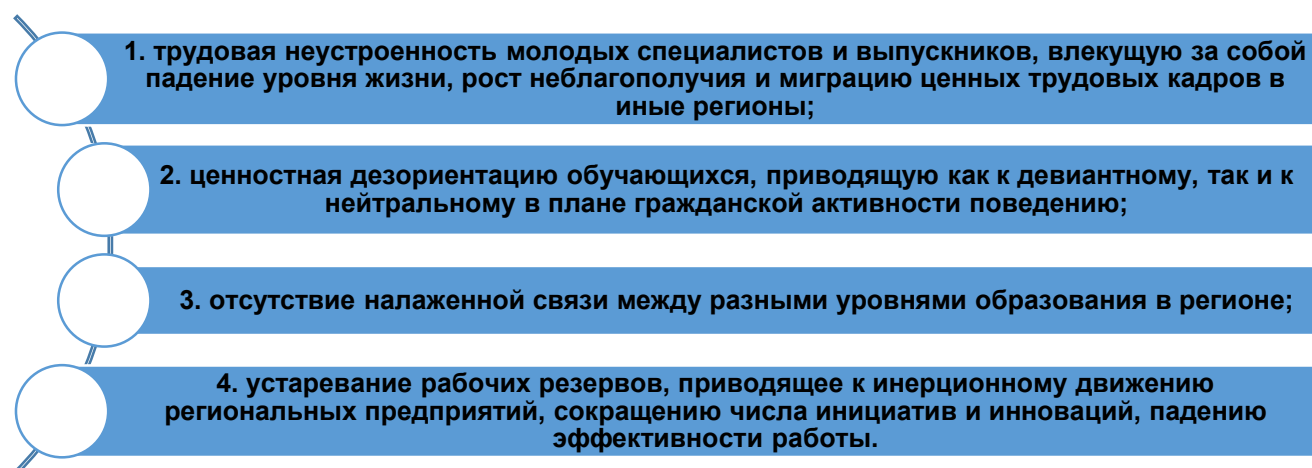 1. трудовая неустроенность молодых специалистов и выпускников, влекущую за собой
падение уровня жизни, рост неблагополучия и миграцию ценных трудовых кадров в
иные регионы;
2. ценностная дезориентацию обучающихся, приводящую как к девиантному, так и к
нейтральному в плане гражданской активности поведению;
3. отсутствие налаженной связи между разными уровнями образования в регионе;
4. устаревание рабочих резервов, приводящее к инерционному движению
региональных предприятий, сокращению числа инициатив и инноваций, падению
эффективности работы.